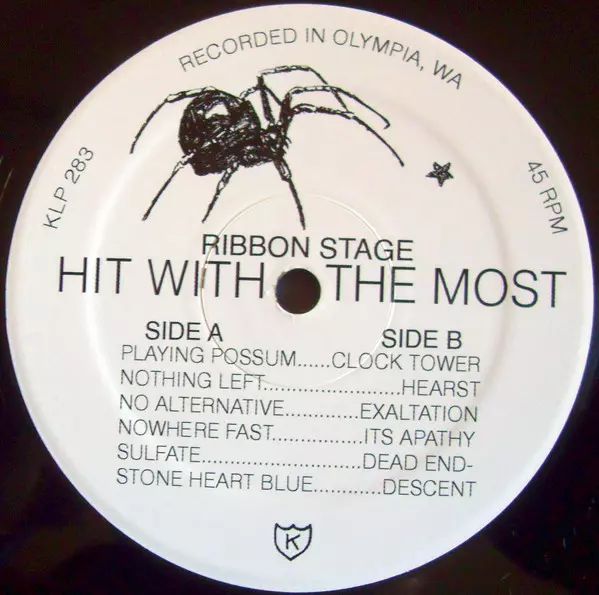 RECORDED IN OLYMPIA, WA
KLP 283
45 RPM
RIBBON STAGE
HIT WITH THE MOST
SIDE A SIDE B
PLAYING POSSUM......CLOCK TOWER
NOTHING LEFT......................HEARST
NO ALTERNATIVE............EXALTATION
NOWHERE FAST...............ITS APATHY
SULFATE..........................DEAD END-
STONE HEART BLUE...........DESCENT
K